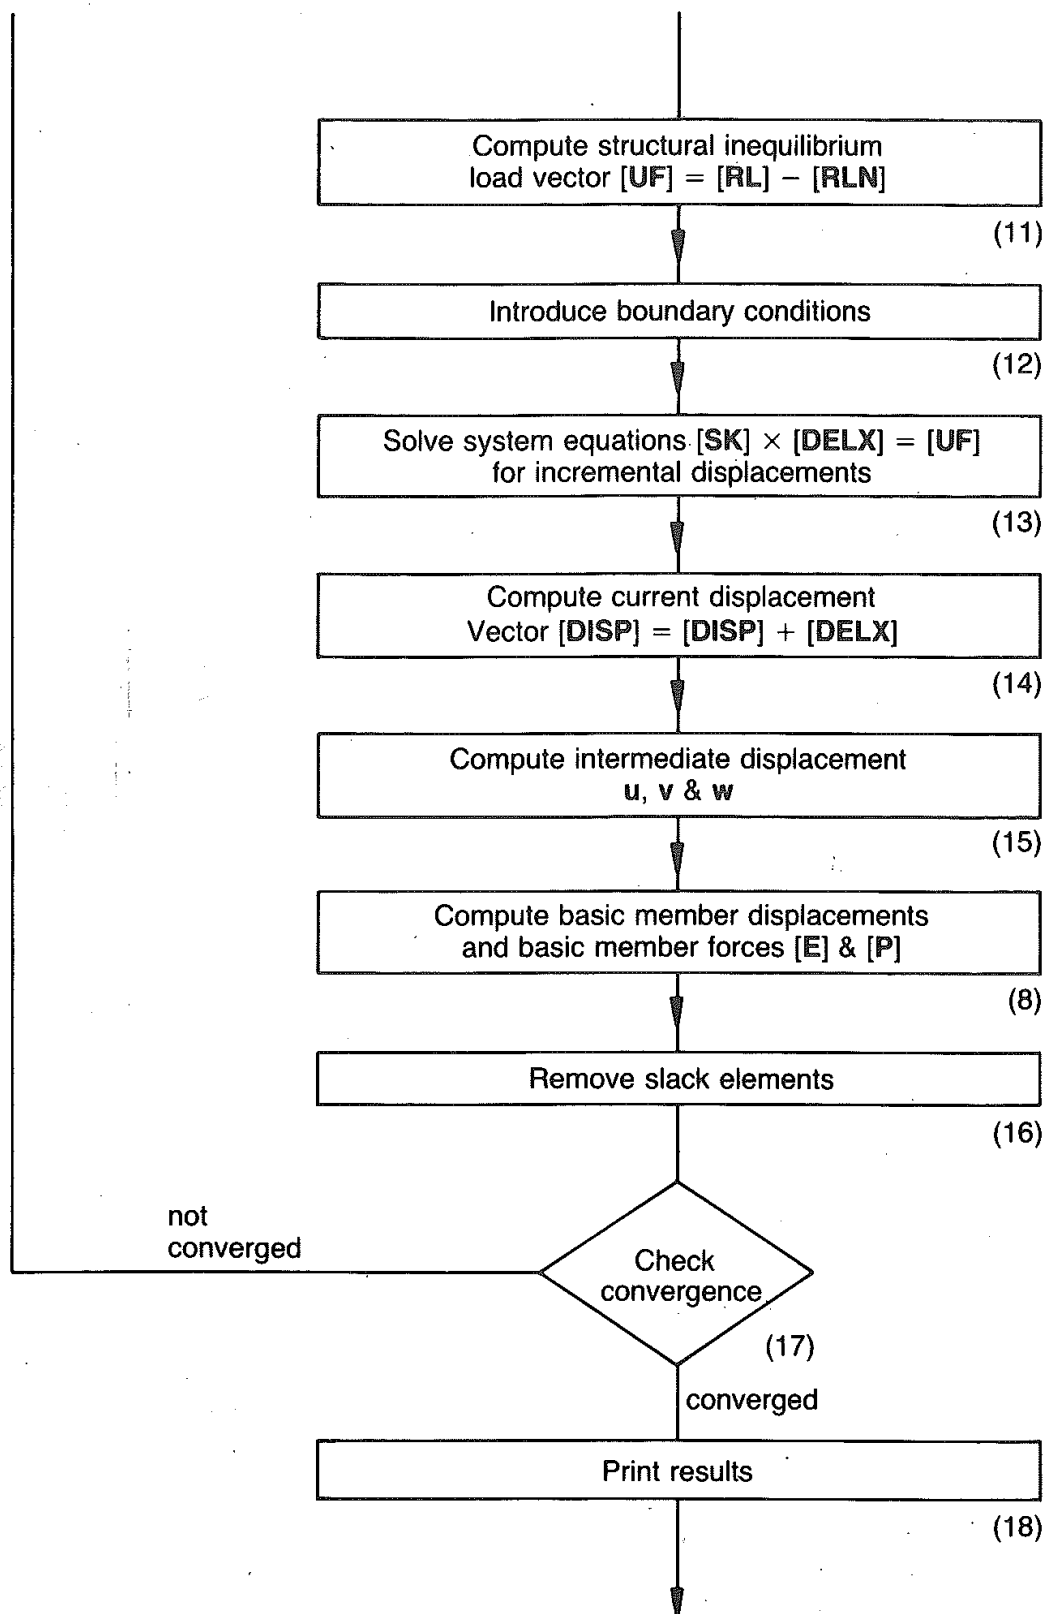 Compute structural inequilibrium
load vector [UF] = [RL] − [RLN]
(11)
Introduce boundary conditions
(12)
Solve system equations [SK] × [DELX] = [UF]
for incremental displacements
(13)
Compute current displacement
Vector [DISP] = [DISP] + [DELX]
(14)
Compute intermediate displacement
u, v & w
(15)
Compute basic member displacements
and basic member forces [E] & [P]
(8)
Remove slack elements
(16)
not
converged
Check
convergence
(17)
converged
Print results
(18)